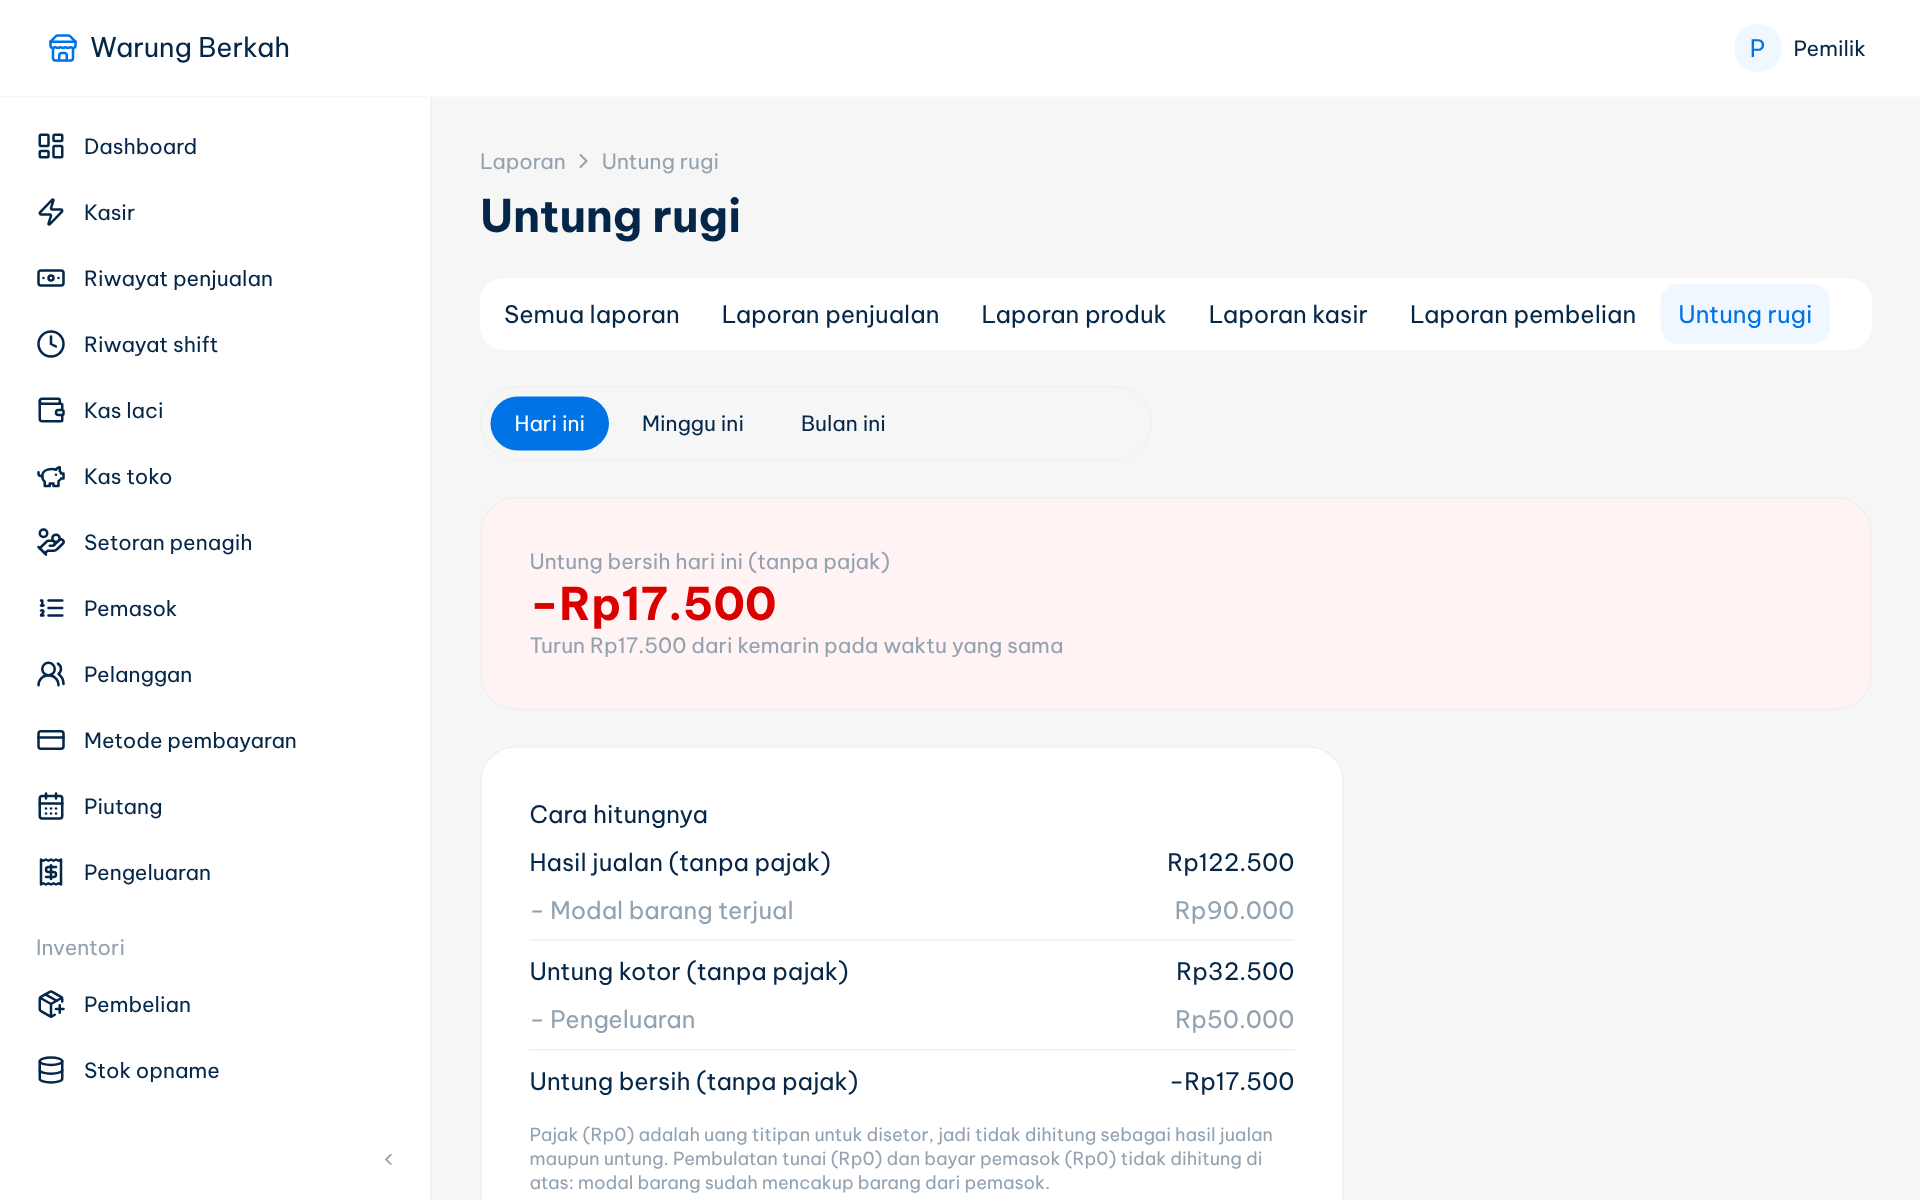 Warung Berkah
P
Pemilik
Dashboard
Kasir
Riwayat penjualan
Riwayat shift
Kas laci
Kas toko
Setoran penagih
Pemasok
Pelanggan
Metode pembayaran
Piutang
Pengeluaran
Inventori
Pembelian
Stok opname
Laporan > Untung rugi
Untung rugi
Semua laporan
Laporan penjualan
Laporan produk
Laporan kasir
Laporan pembelian
Untung rugi
Hari ini
Minggu ini
Bulan ini
Untung bersih hari ini (tanpa pajak)
-Rp17.500
Turun Rp17.500 dari kemarin pada waktu yang sama
Cara hitungnya
Hasil jualan (tanpa pajak) Rp122.500
- Modal barang terjual Rp90.000
Untung kotor (tanpa pajak) Rp32.500
- Pengeluaran Rp50.000
Untung bersih (tanpa pajak) -Rp17.500
Pajak (Rp0) adalah uang titipan untuk disetor, jadi tidak dihitung sebagai hasil jualan
maupun untung. Pembulatan tunai (Rp0) dan bayar pemasok (Rp0) tidak dihitung di
atas: modal barang sudah mencakup barang dari pemasok.